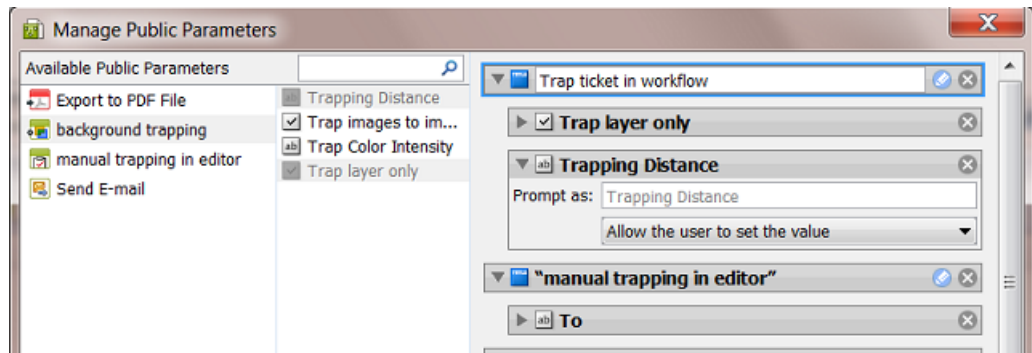 Manage Public Parameters
Available Public Parameters
Export to PDF File
background trapping
manual trapping in editor
Send E-mail
Trapping Distance
Trap images to im...
Trap Color Intensity
Trap layer only
Trap ticket in workflow
Trap layer only
ab Trapping Distance
Prompt as: Trapping Distance
Allow the user to set the value
"manual trapping in editor"
ab To